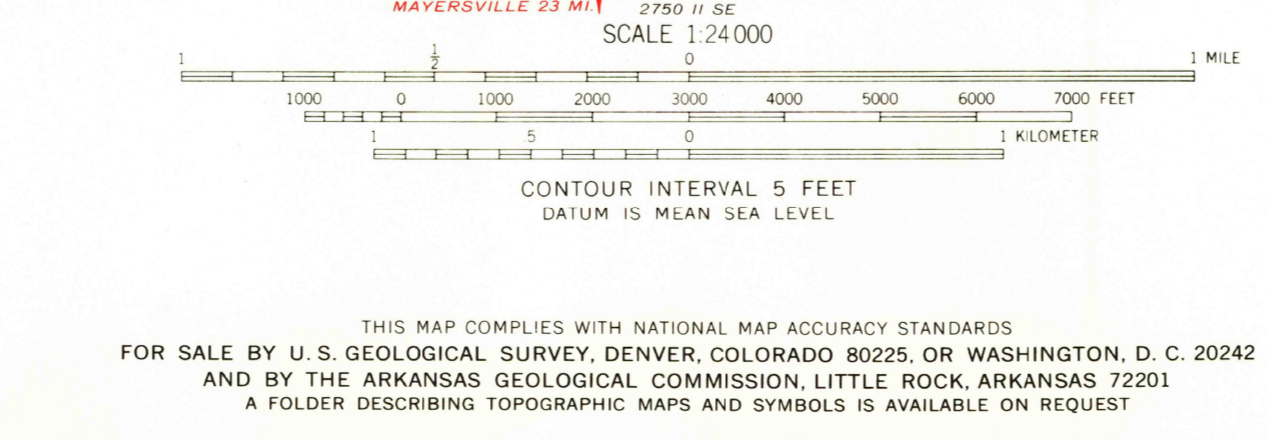 MAYERSVILLE 23 MI. 2750 II SE
SCALE 1:24 000
1 1/2 0 1 MILE
1000 0 1000 2000 3000 4000 5000 6000 7000 FEET
1 .5 0 1 KILOMETER
CONTOUR INTERVAL 5 FEET
DATUM IS MEAN SEA LEVEL
THIS MAP COMPLIES WITH NATIONAL MAP ACCURACY STANDARDS
FOR SALE BY U. S. GEOLOGICAL SURVEY, DENVER, COLORADO 80225, OR WASHINGTON, D. C. 20242
AND BY THE ARKANSAS GEOLOGICAL COMMISSION, LITTLE ROCK, ARKANSAS 72201
A FOLDER DESCRIBING TOPOGRAPHIC MAPS AND SYMBOLS IS AVAILABLE ON REQUEST